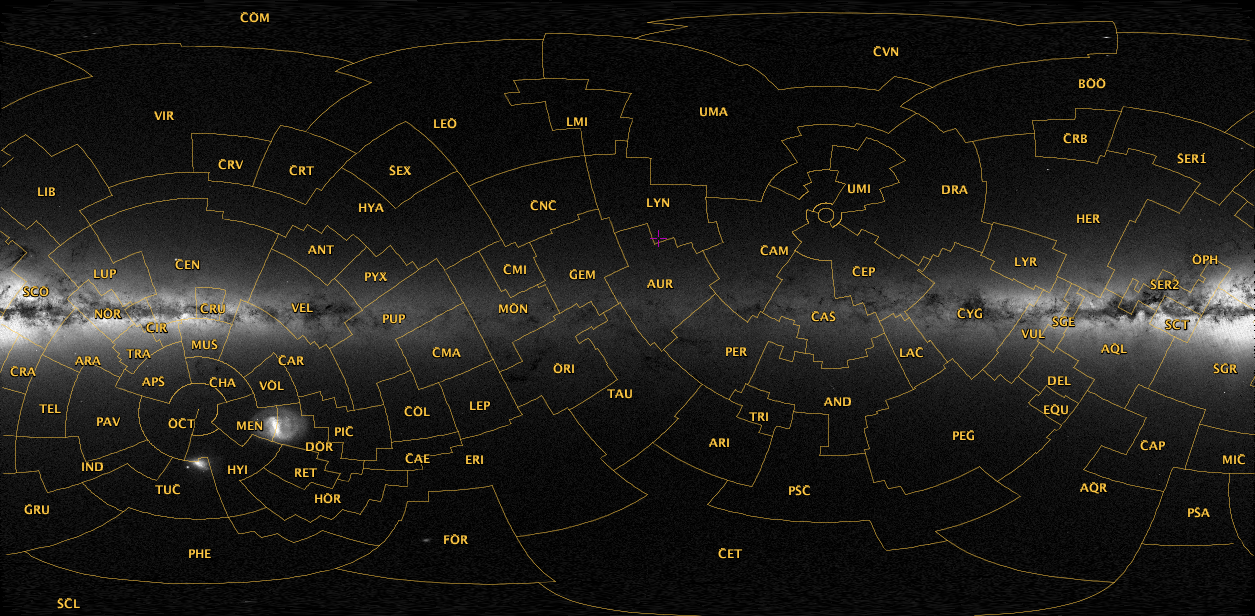 COM
CVN
BOO
UMA
VIR
LMI
LEO
CRB
SER1
CRV
CRT
SEX
LIB
UMI
DRA
LYN
CNC
HYA
HER
ANT
CAM
OPH
LYR
CEN
LUP
PYX
CMI
GEM
CEP
AUR
SER2
SCO
CRU
VEL
MON
NOR
CYG
CAS
PUP
SGE
SCT
CIR
VUL
MUS
AQL
TRA
ARA
CAR
CMA
PER
LAC
CRA
ORI
SGR
APS
CHA
VOL
DEL
TAU
AND
TEL
COL
LEP
EQU
TRI
PAV
OCT
MEN
PIC
PEG
ARI
DOR
CAP
CAE
ERI
MIC
IND
HYI
RET
TUC
HOR
PSC
AQR
GRU
PSA
FOR
PHE
CET
SCL